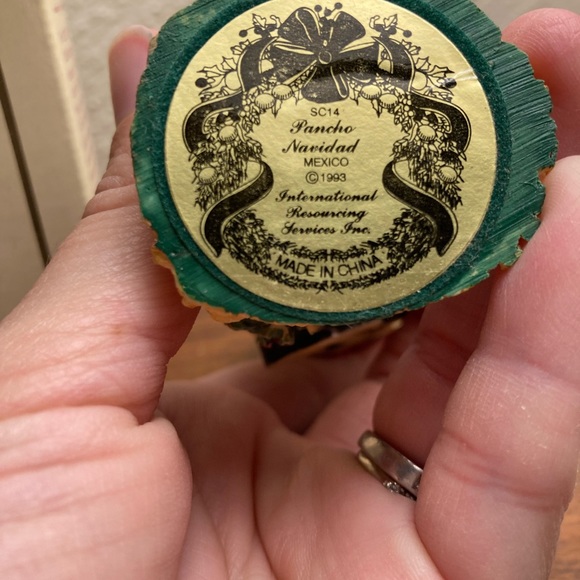 SC14
Pancho
Navidad
MEXICO
©1993
International
Resourcing
Services Inc.
MADE IN CHINA